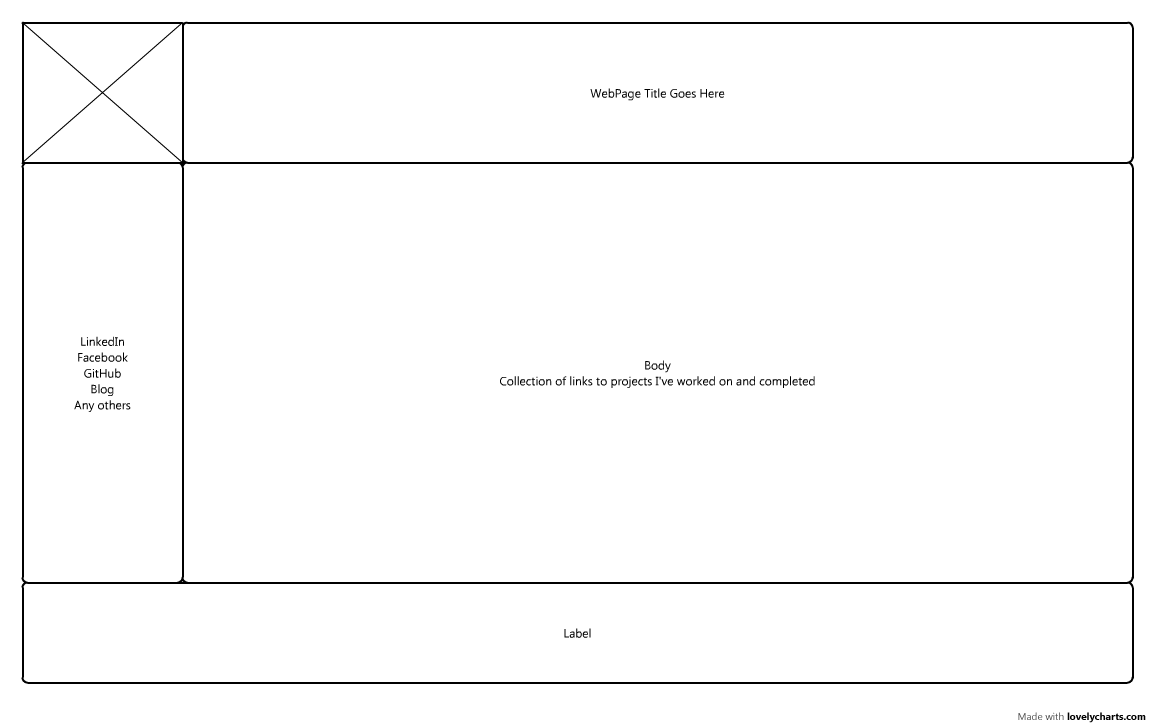 WebPage Title Goes Here
LinkedIn
Facebook
GitHub
Blog
Any others
Body
Collection of links to projects I've worked on and completed
Label
Made with lovelycharts.com